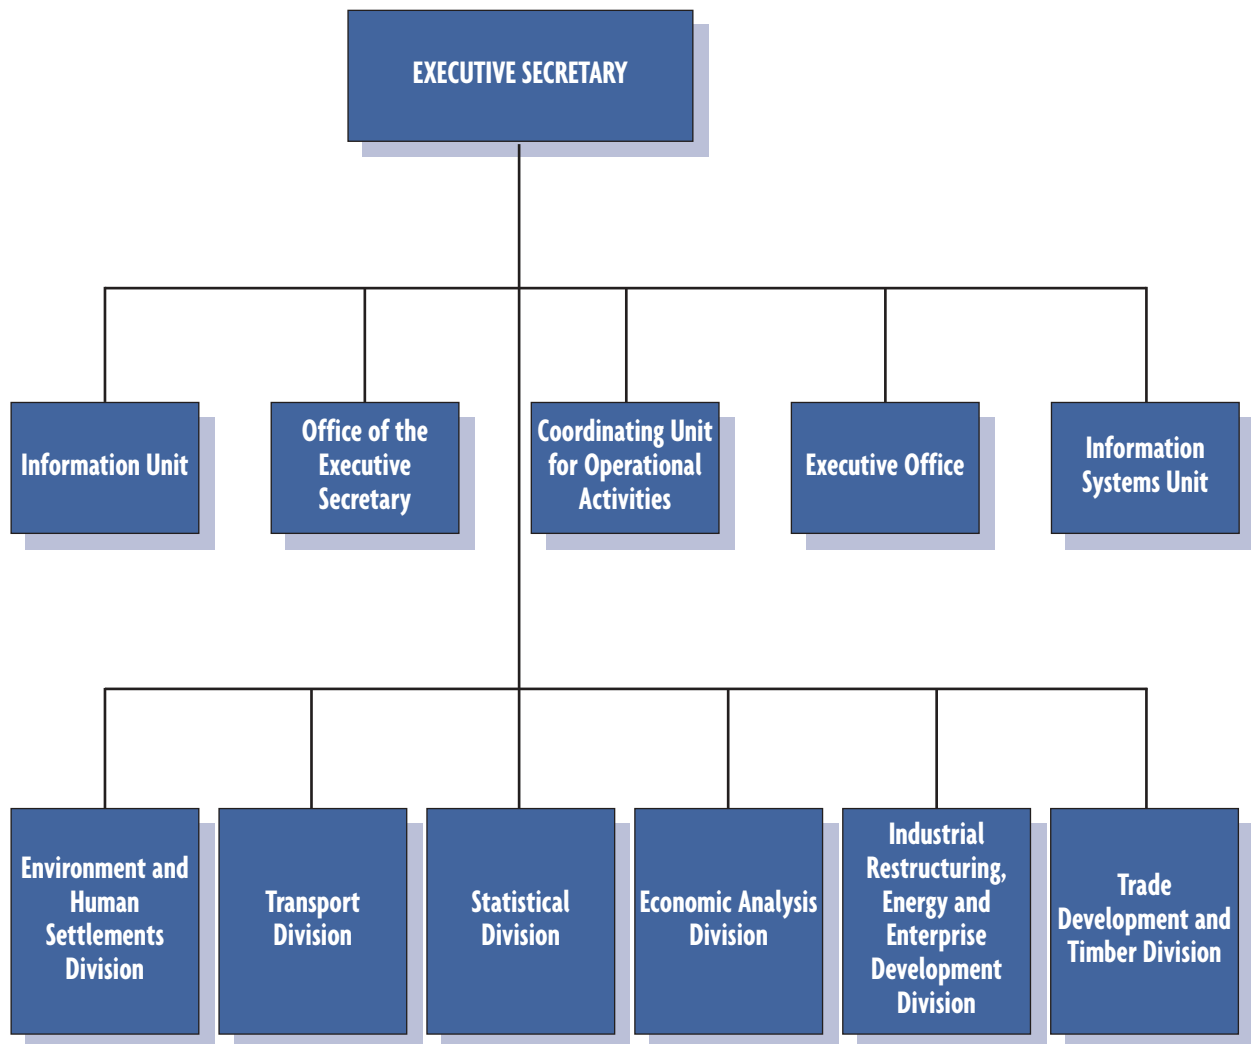 EXECUTIVE SECRETARY
Information Unit
Office of the
Executive
Secretary
Coordinating Unit
for Operational
Activities
Executive Office
Information
Systems Unit
Environment and
Human
Settlements
Division
Transport
Division
Statistical
Division
Economic Analysis
Division
Industrial
Restructuring,
Energy and
Enterprise
Development
Division
Trade
Development and
Timber Division